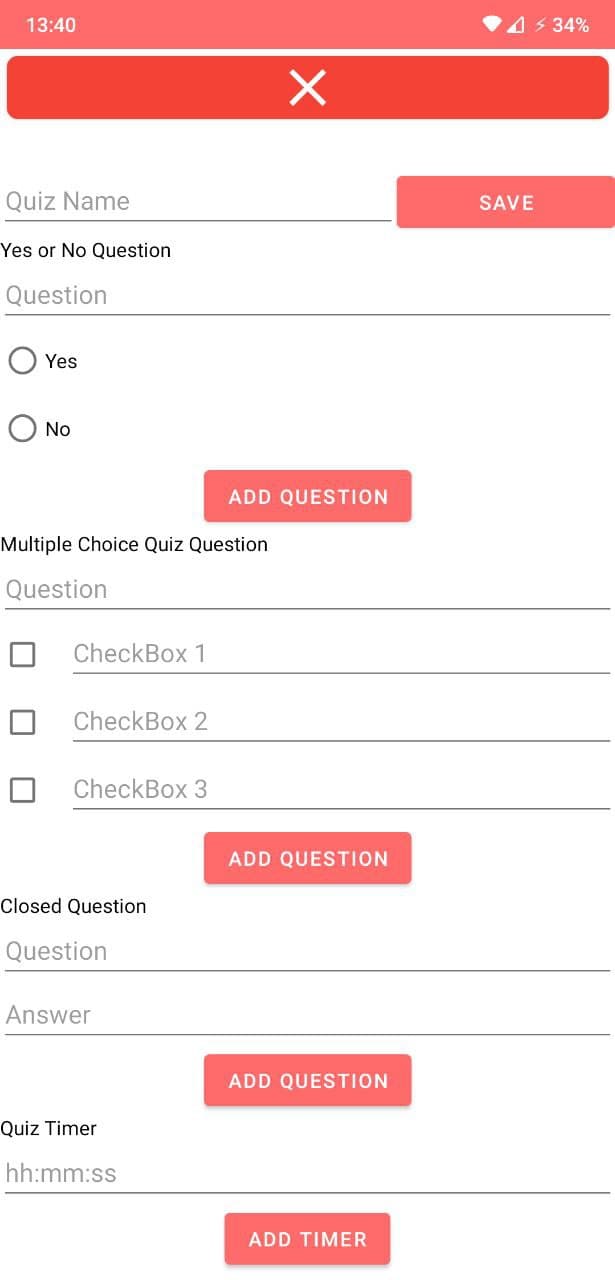 13:40 34%
Quiz Name SAVE
Yes or No Question
Question
Yes
No
ADD QUESTION
Multiple Choice Quiz Question
Question
CheckBox 1
CheckBox 2
CheckBox 3
ADD QUESTION
Closed Question
Question
Answer
ADD QUESTION
Quiz Timer
hh:mm:ss
ADD TIMER